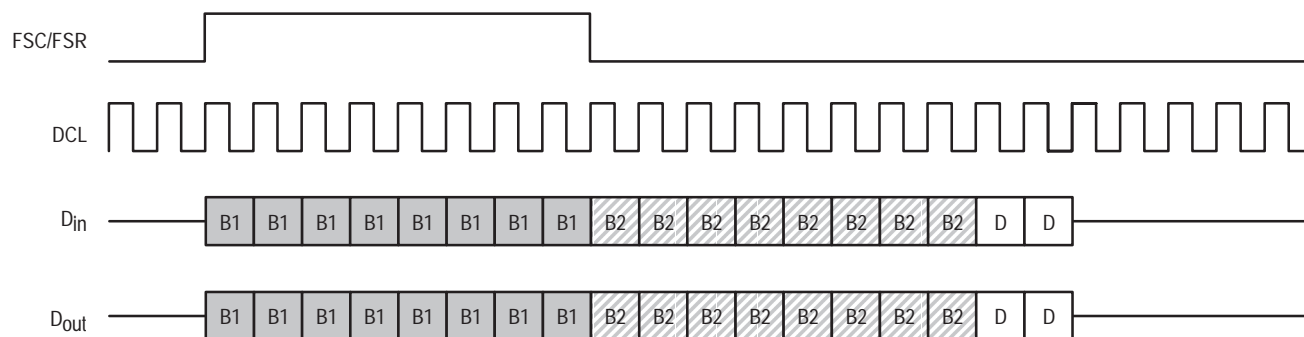 FSC/FSR
DCL
Din B1 B1 B1 B1 B1 B1 B1 B1 B2 B2 B2 B2 B2 B2 B2 B2 D D
Dout B1 B1 B1 B1 B1 B1 B1 B1 B2 B2 B2 B2 B2 B2 B2 B2 D D